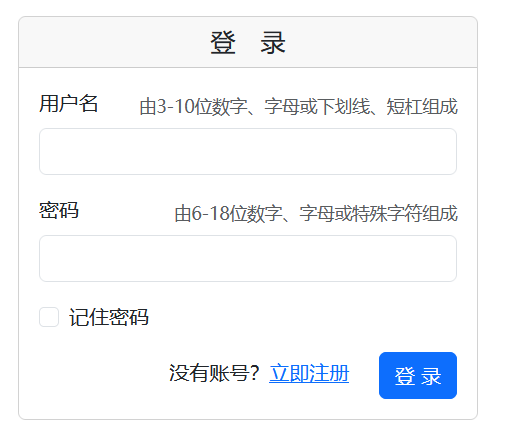 登 录
用户名 由3-10位数字、字母或下划线、短杠组成
密码 由6-18位数字、字母或特殊字符组成
记住密码
没有账号？立即注册 登 录